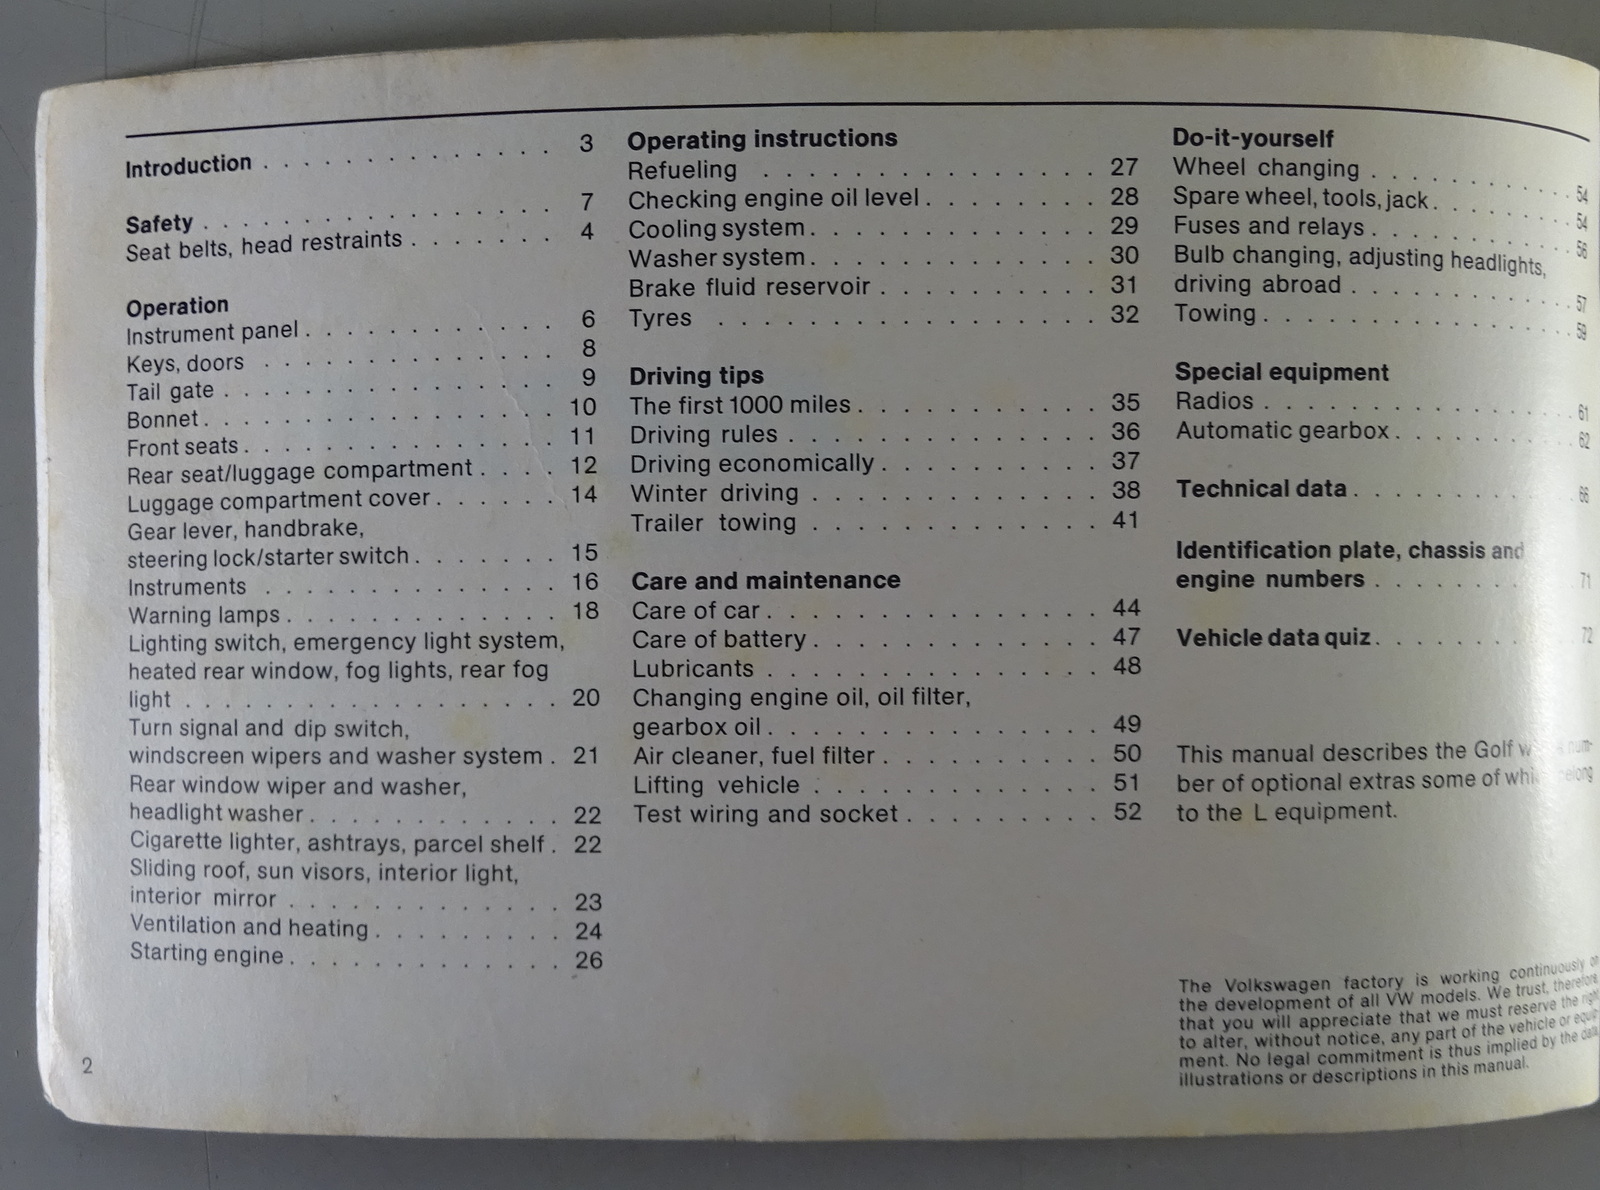 Introduction . . . . . . . . . . . . . . 3
Safety . . . . . . . . . . . . . . . . . 7
Seat belts, head restraints . . . . . . . 4
Operation
Instrument panel . . . . . . . . . . . . 6
Keys, doors . . . . . . . . . . . . . . 8
Tail gate . . . . . . . . . . . . . . . 9
Bonnet . . . . . . . . . . . . . . . . 10
Front seats . . . . . . . . . . . . . . 11
Rear seat/luggage compartment . . . . 12
Luggage compartment cover . . . . . . 14
Gear lever, handbrake,
steering lock/starter switch . . . . . . . 15
Instruments . . . . . . . . . . . . . . 16
Warning lamps . . . . . . . . . . . . . 18
Lighting switch, emergency light system,
heated rear window, fog lights, rear fog
light . . . . . . . . . . . . . . . . . . 20
Turn signal and dip switch,
windscreen wipers and washer system . 21
Rear window wiper and washer,
headlight washer . . . . . . . . . . . . 22
Cigarette lighter, ashtrays, parcel shelf . 22
Sliding roof, sun visors, interior light,
interior mirror . . . . . . . . . . . . . 23
Ventilation and heating . . . . . . . . . 24
Starting engine . . . . . . . . . . . . . 26
2
Operating instructions
Refueling . . . . . . . . . . . . . . . 27
Checking engine oil level . . . . . . . . 28
Cooling system . . . . . . . . . . . . . 29
Washer system . . . . . . . . . . . . . 30
Brake fluid reservoir . . . . . . . . . . 31
Tyres . . . . . . . . . . . . . . . . . 32
Driving tips
The first 1000 miles . . . . . . . . . . . 35
Driving rules . . . . . . . . . . . . . . 36
Driving economically . . . . . . . . . . 37
Winter driving . . . . . . . . . . . . . 38
Trailer towing . . . . . . . . . . . . . 41
Care and maintenance
Care of car . . . . . . . . . . . . . . . 44
Care of battery . . . . . . . . . . . . . 47
Lubricants . . . . . . . . . . . . . . . 48
Changing engine oil, oil filter,
gearbox oil . . . . . . . . . . . . . . . 49
Air cleaner, fuel filter . . . . . . . . . . 50
Lifting vehicle . . . . . . . . . . . . . 51
Test wiring and socket . . . . . . . . . 52
Do-it-yourself
Wheel changing . . . . . . . . . . . . 54
Spare wheel, tools, jack . . . . . . . . . 54
Fuses and relays . . . . . . . . . . . . 56
Bulb changing, adjusting headlights,
driving abroad . . . . . . . . . . . . . 57
Towing . . . . . . . . . . . . . . . . . 59
Special equipment
Radios . . . . . . . . . . . . . . . . . 61
Automatic gearbox . . . . . . . . . . . 62
Technical data . . . . . . . . . . . . . 66
Identification plate, chassis and
engine numbers . . . . . . . . 71
Vehicle data quiz . . . . . . . . 72
This manual describes the Golf num-
ber of optional extras some of
to the L equipment.
The Volkswagen factory is working continuously on
the development of all VW models. We trust, therefore
that you will appreciate that we must reserve the right
to alter, without notice, any part of the vehicle or equip-
ment. No legal commitment is thus implied by the data,
illustrations or descriptions in this manual.